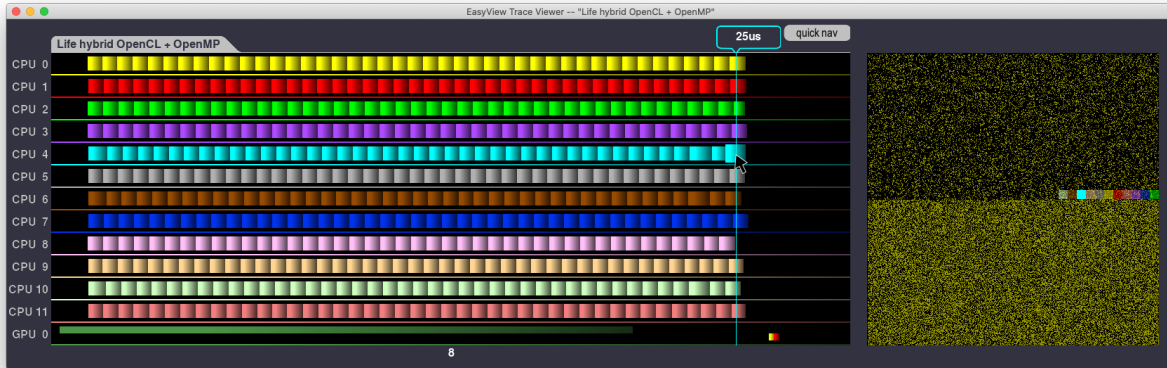 EasyView Trace Viewer -- "Life hybrid OpenCL + OpenMP"
25us
quick nav
Life hybrid OpenCL + OpenMP
CPU 0
CPU 1
CPU 2
CPU 3
CPU 4
CPU 5
CPU 6
CPU 7
CPU 8
CPU 9
CPU 10
CPU 11
GPU 0
8